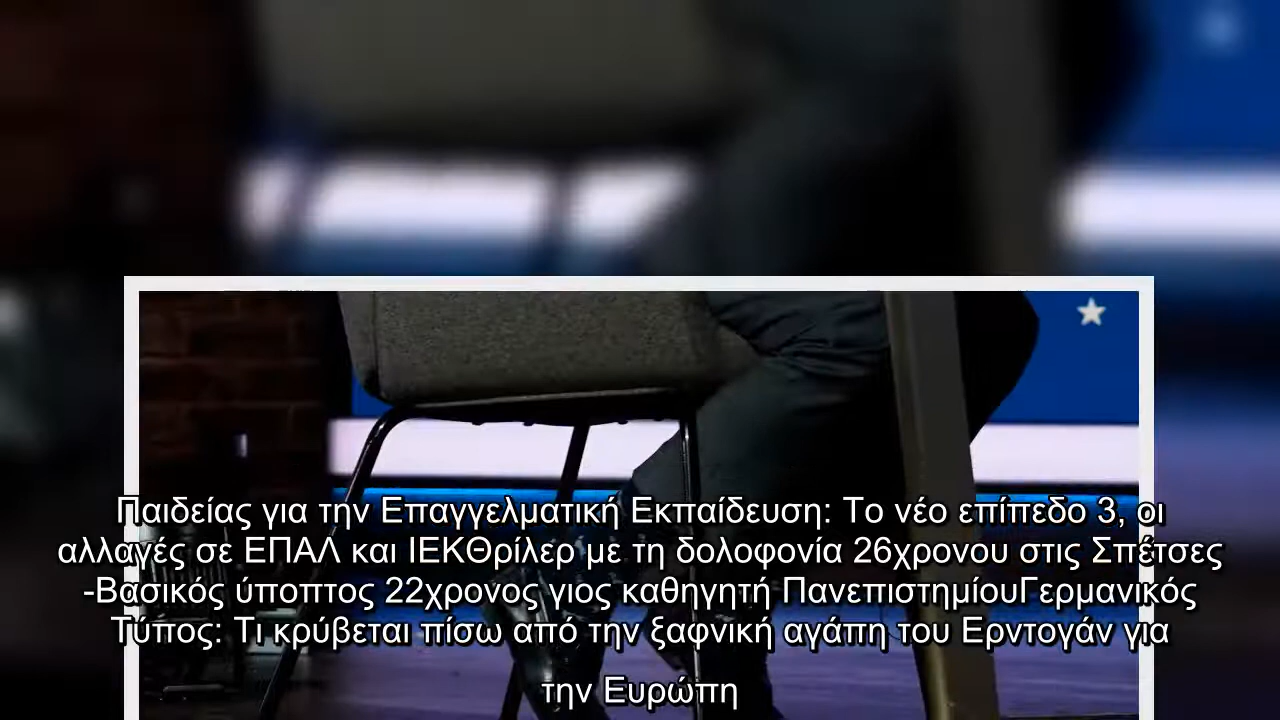 Παιδείας για την Επαγγελματική Εκπαίδευση: Το νέο επίπεδο 3, οι
αλλαγές σε ΕΠΑΛ και ΙΕΚΘρίλερ με τη δολοφονία 26χρονου στις Σπέτσες
-Βασικός ύποπτος 22χρονος γιος καθηγητή ΠανεπιστημίουΓερμανικός
Τύπος: Τι κρύβεται πίσω από την ξαφνική αγάπη του Ερντογάν για
την Ευρώπη